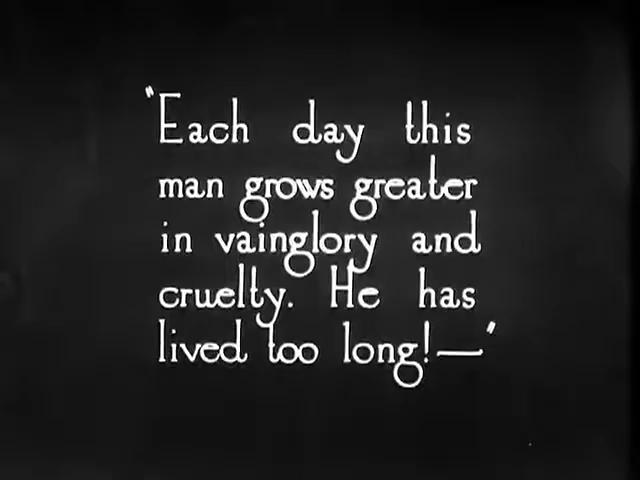 "Each day this
man grows greater
in vainglory and
cruelty. He has
lived too long!—"